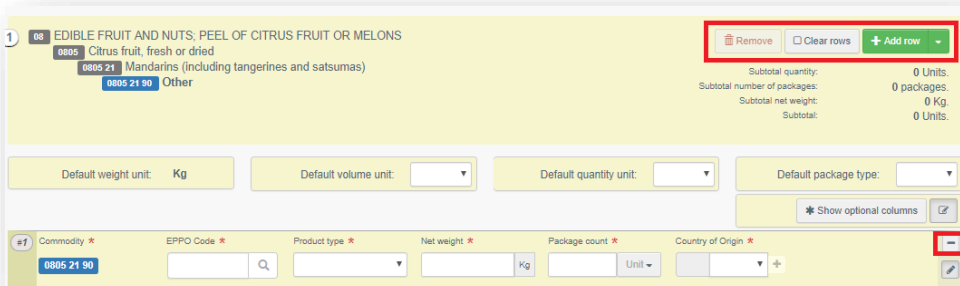 1) 08 EDIBLE FRUIT AND NUTS; PEEL OF CITRUS FRUIT OR MELONS
0805 Citrus fruit, fresh or dried
0805 21 Mandarins (including tangerines and satsumas)
0805 21 90 Other
Remove Clear rows + Add row
Subtotal quantity: 0 Units.
Subtotal number of packages: 0 packages.
Subtotal net weight: 0 Kg.
Subtotal: 0 Units.
Default weight unit: Kg Default volume unit: Default quantity unit: Default package type:
✱ Show optional columns
#1 Commodity * EPPO Code * Product type * Net weight * Package count * Country of Origin *
0805 21 90 Kg Unit +